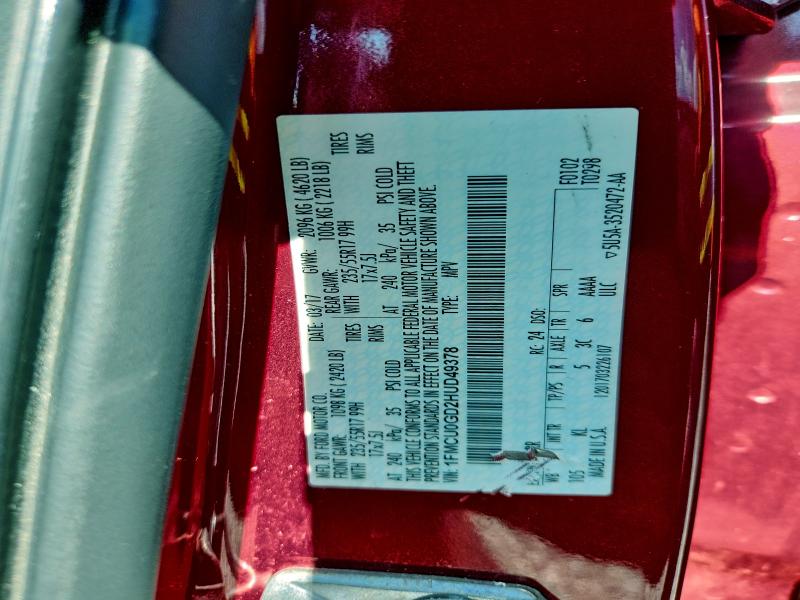 MFD. BY FORD MOTOR CO. DATE: 03/17 GVWR: 2096 KG ( 4620 LB)
FRONT GAWR: 1098 KG ( 2420 LB) REAR GAWR: 1006 KG ( 2218 LB)
WITH 235/55R17 99H TIRES WITH 235/55R17 99H TIRES
17x7.5J RIMS 17x7.5J RIMS
AT 240 kPa/ 35 PSI COLD AT 240 kPa/ 35 PSI COLD
THIS VEHICLE CONFORMS TO ALL APPLICABLE FEDERAL MOTOR VEHICLE SAFETY AND THEFT
PREVENTION STANDARDS IN EFFECT ON THE DATE OF MANUFACTURE SHOWN ABOVE.
VIN: 1FMCU0GD2HUD49378 TYPE: MPV
RC: 24 DSO: F0102
T0298
WB INT TR TP/PS R AXLE TR SPR
105 KL 5 3C 6 AAAA
MADE IN U.S.A. ULC
▽5U5A-3520472-AA